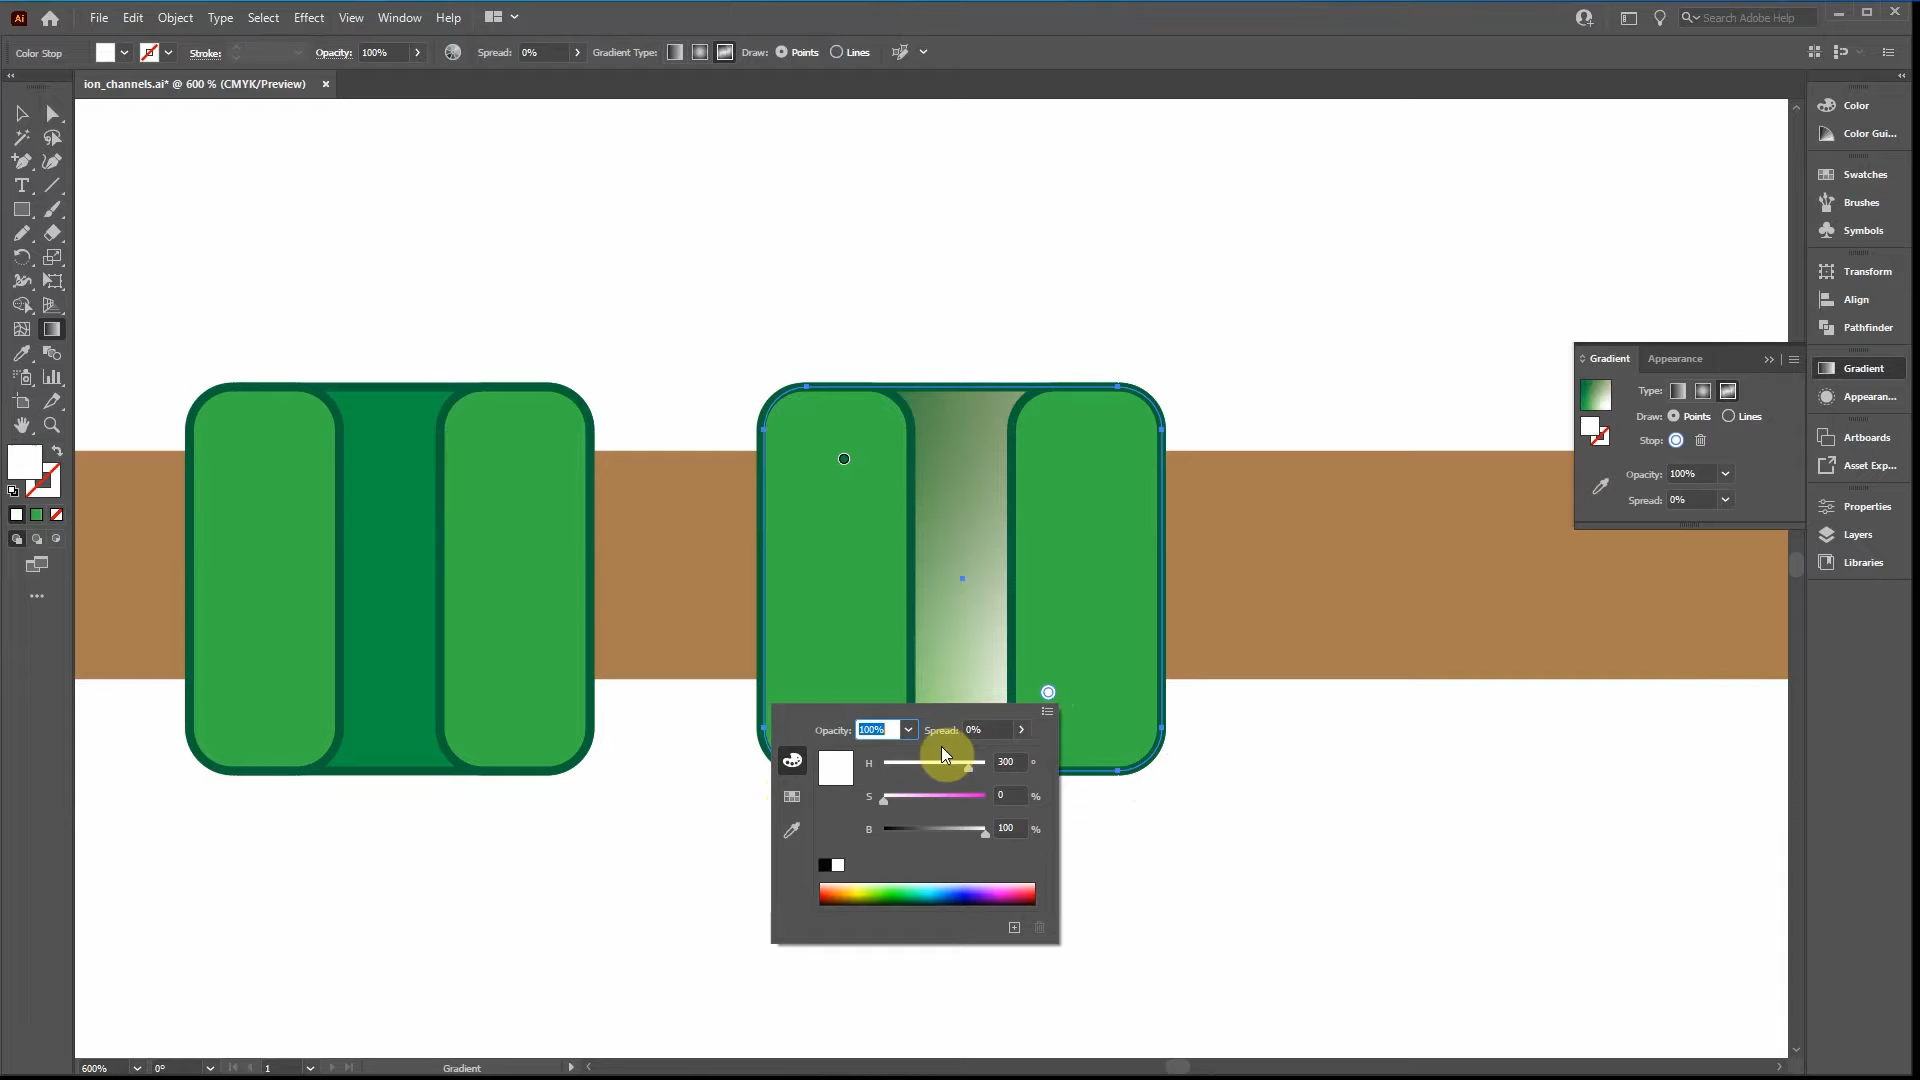 Ai File Edit Object Type Select Effect View Window Help Search Adobe Help
Color Stop Stroke: Opacity: 100% Spread: 0% Gradient Type: Draw: Points Lines
ion_channels.ai* @ 600 % (CMYK/Preview)
Color
Color Gui...
Swatches
Brushes
Symbols
Transform
Align
Pathfinder
Gradient
Appearan...
Artboards
Asset Exp...
Properties
Layers
Libraries
Gradient Appearance
Type:
Draw: Points Lines
Stop:
Opacity: 100%
Spread: 0%
Opacity: 100% Spread: 0%
H 300 °
S 0 %
B 100 %
600% 0° 1 Gradient